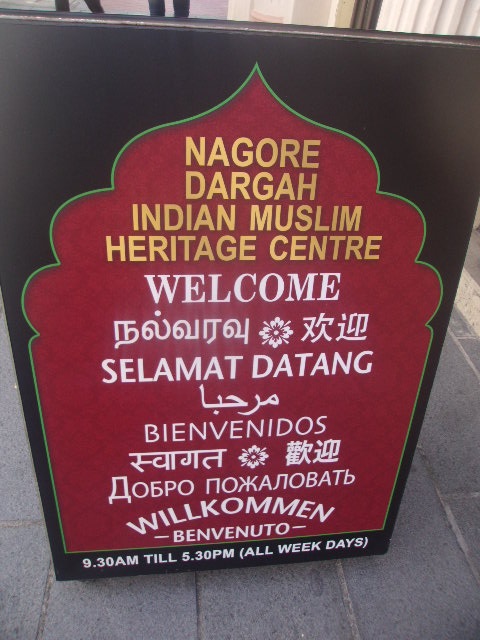 NAGORE
DARGAH
INDIAN MUSLIM
HERITAGE CENTRE
WELCOME
நல்வரவு 欢迎
SELAMAT DATANG
مرحبا
BIENVENIDOS
स्वागत 歡迎
ДОБРО ПОЖАЛОВАТЬ
WILLKOMMEN
–BENVENUTO–
9.30AM TILL 5.30PM (ALL WEEK DAYS)